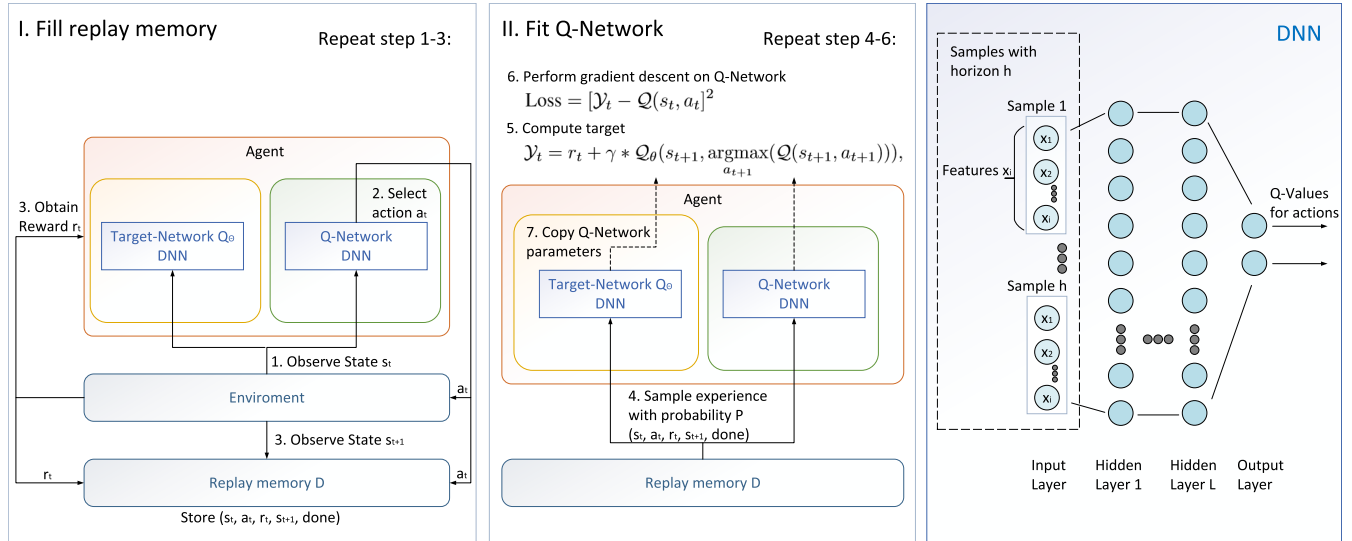 I. Fill replay memory
Repeat step 1-3:
Agent
2. Select
action aₜ
3. Obtain
Reward rₜ
Target-Network Q_Θ
DNN
Q-Network
DNN
1. Observe State sₜ
Enviroment
aₜ
3. Observe State sₜ₊₁
rₜ
Replay memory D
aₜ
Store (sₜ, aₜ, rₜ, sₜ₊₁, done)
II. Fit Q-Network
Repeat step 4-6:
6. Perform gradient descent on Q-Network
Loss = [𝒴ₜ − 𝒬(sₜ, aₜ]²
5. Compute target
𝒴ₜ = rₜ + γ ∗ 𝒬_θ(sₜ₊₁, argmax(𝒬(sₜ₊₁, aₜ₊₁))),
aₜ₊₁
Agent
7. Copy Q-Network
parameters
Target-Network Q_Θ
DNN
Q-Network
DNN
4. Sample experience
with probability P
(sₜ, aₜ, rₜ, sₜ₊₁, done)
Replay memory D
DNN
Samples with
horizon h
Sample 1
x₁
Features xᵢ
x₂
xᵢ
Q-Values
for actions
Sample h
x₁
x₂
xᵢ
Input
Layer
Hidden
Layer 1
Hidden
Layer L
Output
Layer